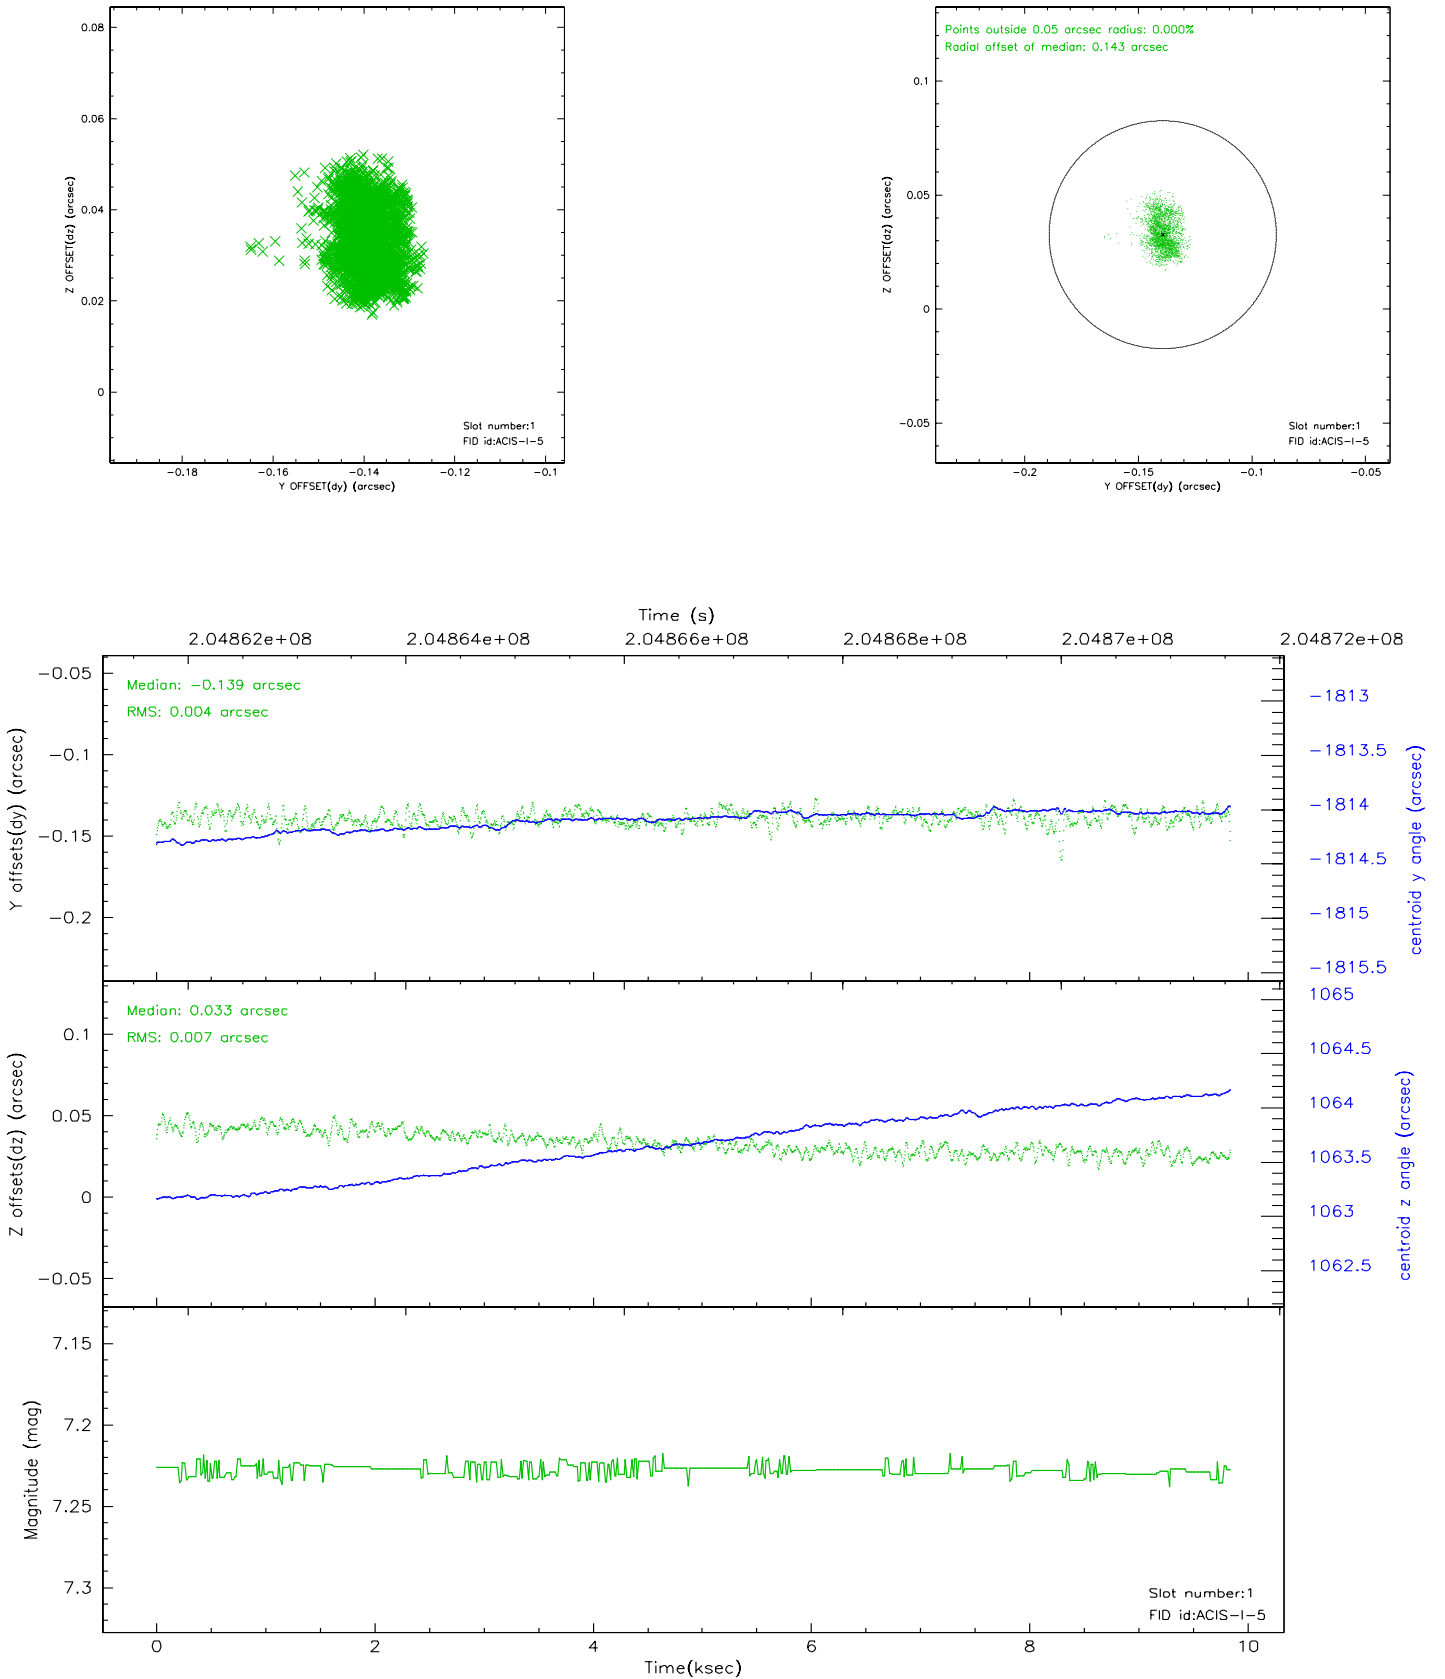 0.08
0.06
0.04
0.02
0
Z OFFSET(dz) (arcsec)
Slot number:1
FID id:ACIS-I-5
-0.18 -0.16 -0.14 -0.12 -0.1
Y OFFSET(dy) (arcsec)
Points outside 0.05 arcsec radius: 0.000%
Radial offset of median: 0.143 arcsec
0.1
0.05
0
-0.05
Z OFFSET(dz) (arcsec)
Slot number:1
FID id:ACIS-I-5
-0.2 -0.15 -0.1 -0.05
Y OFFSET(dy) (arcsec)
Time (s)
2.04862e+08 2.04864e+08 2.04866e+08 2.04868e+08 2.0487e+08 2.04872e+08
Median: -0.139 arcsec
RMS: 0.004 arcsec
-0.05
-0.1
-0.15
-0.2
Y offsets(dy) (arcsec)
-1813
-1813.5
-1814
-1814.5
-1815
-1815.5
centroid y angle (arcsec)
Median: 0.033 arcsec
RMS: 0.007 arcsec
0.1
0.05
0
-0.05
Z offsets(dz) (arcsec)
1065
1064.5
1064
1063.5
1063
1062.5
centroid z angle (arcsec)
7.15
7.2
7.25
7.3
Magnitude (mag)
Slot number:1
FID id:ACIS-I-5
0 2 4 6 8 10
Time(ksec)